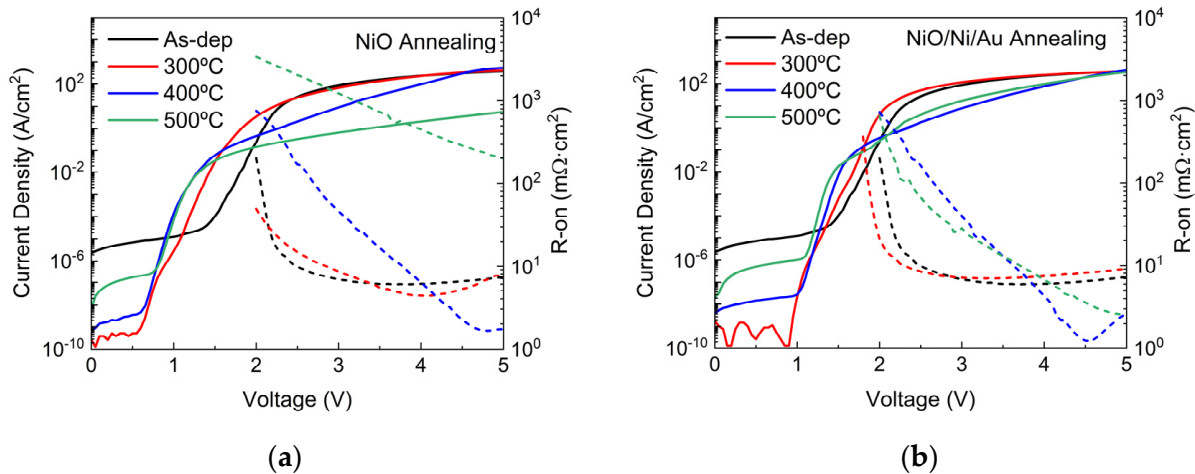 (a)
NiO Annealing
As-dep
300ºC
400ºC
500ºC
Current Density (A/cm²)
10²
10⁻²
10⁻⁶
10⁻¹⁰
R-on (mΩ·cm²)
10⁴
10³
10²
10¹
10⁰
0 1 2 3 4 5
Voltage (V)
(b)
NiO/Ni/Au Annealing
As-dep
300ºC
400ºC
500ºC
Current Density (A/cm²)
10²
10⁻²
10⁻⁶
10⁻¹⁰
R-on (mΩ·cm²)
10⁴
10³
10²
10¹
10⁰
0 1 2 3 4 5
Voltage (V)
(a)
(b)